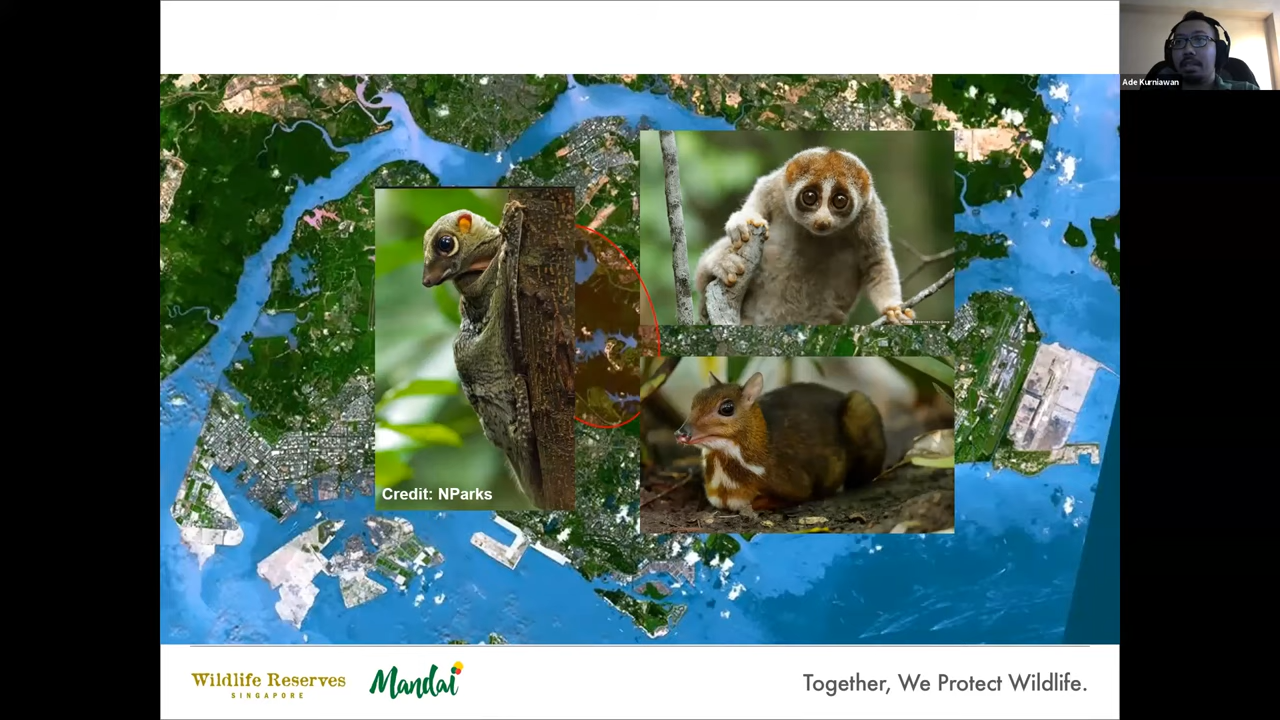 Ade Kurniawan
Credit: NParks
Wildlife Reserves
SINGAPORE
Mandai
Together, We Protect Wildlife.